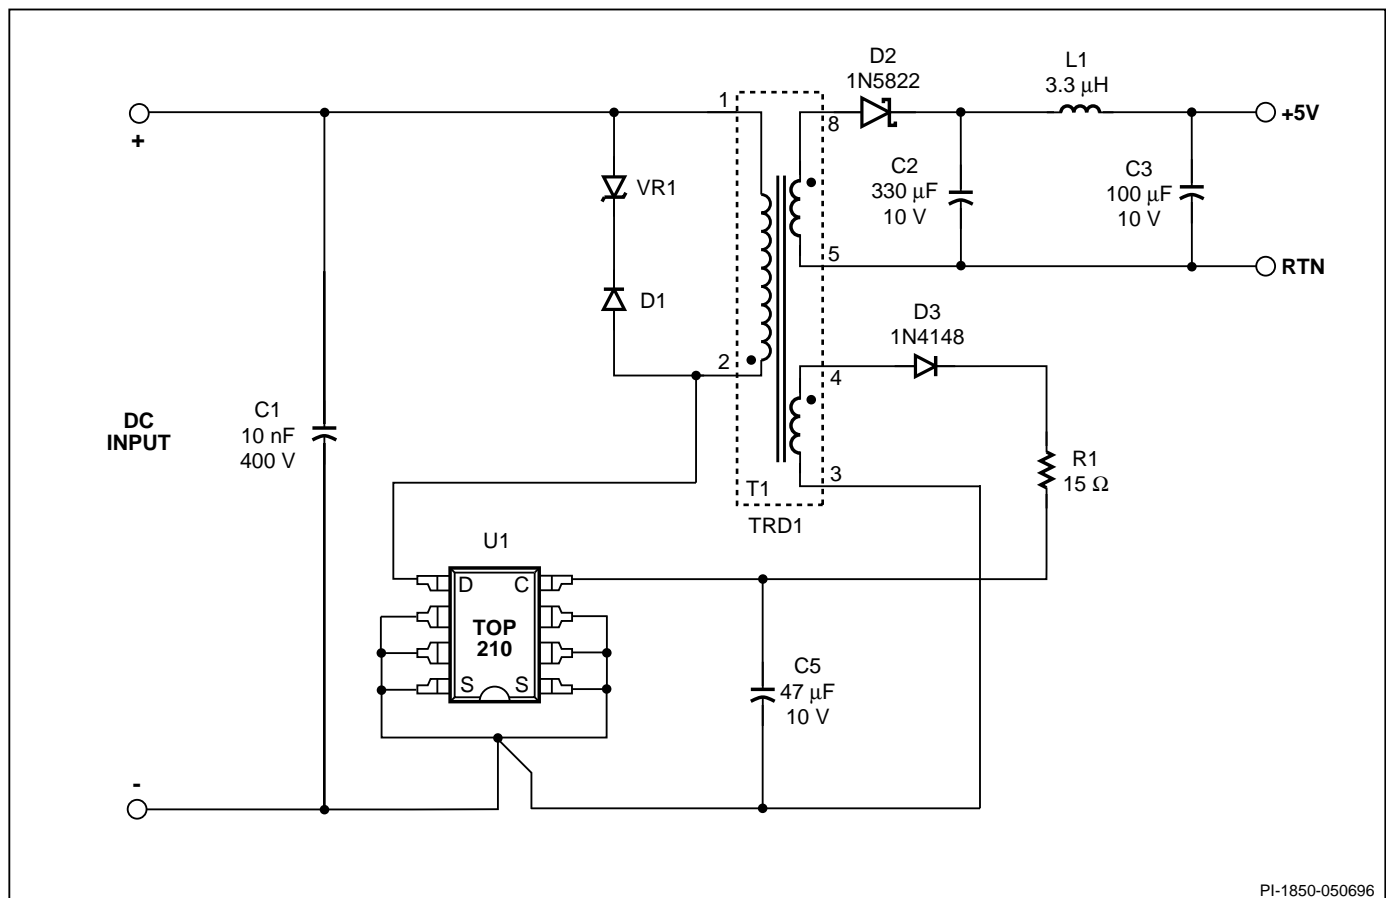 D2
1N5822
L1
3.3 µH
1
8
+5V
+
C2
330 µF
10 V
C3
100 µF
10 V
VR1
5
RTN
D1
D3
1N4148
2
4
DC
INPUT
C1
10 nF
400 V
R1
15 Ω
3
T1
TRD1
U1
D
C
TOP
210
S
S
C5
47 µF
10 V
-
PI-1850-050696